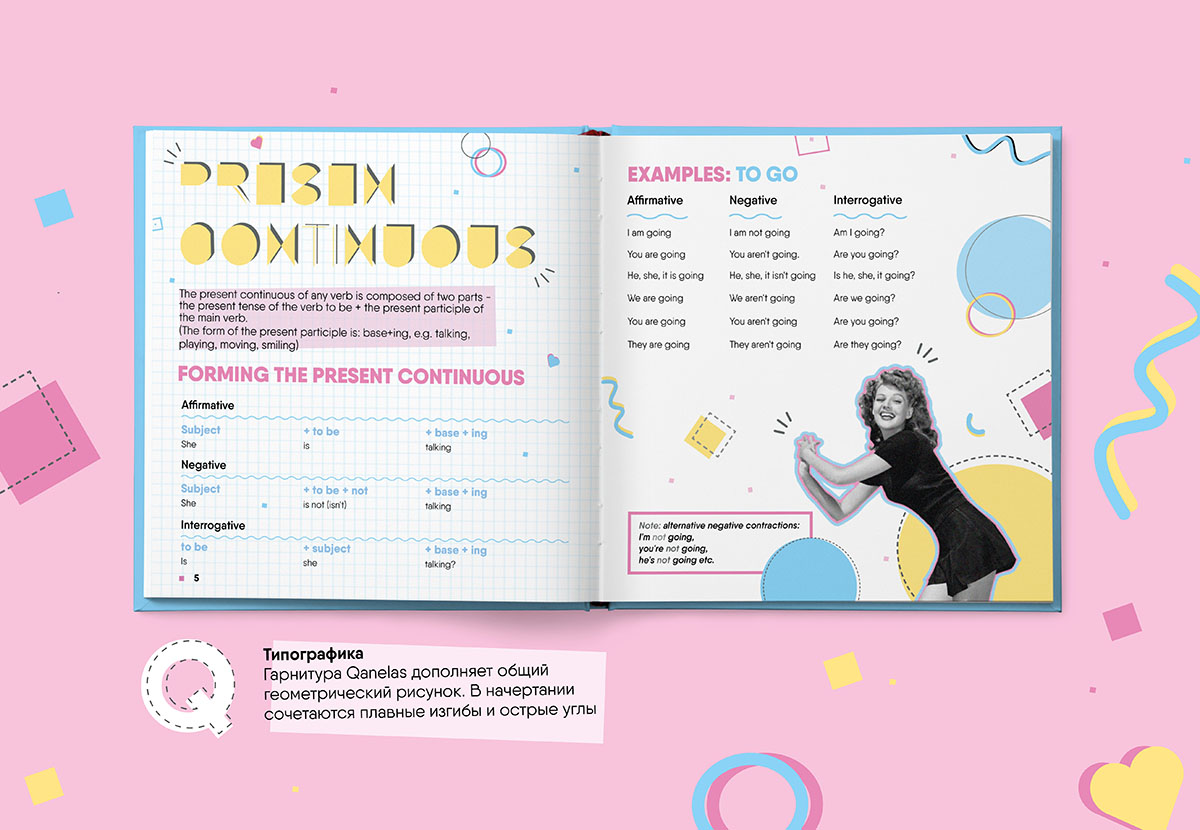 PRESEN
CONTINUOUS
The present continuous of any verb is composed of two parts -
the present tense of the verb to be + the present participle of
the main verb.
(The form of the present participle is: base+ing, e.g. talking,
playing, moving, smiling)
FORMING THE PRESENT CONTINUOUS
Affirmative
Subject + to be + base + ing
She is talking
Negative
Subject + to be + not + base + ing
She is not (isn't) talking
Interrogative
to be + subject + base + ing
Is she talking?
5
EXAMPLES: TO GO
Affirmative Negative Interrogative
I am going I am not going Am I going?
You are going You aren't going. Are you going?
He, she, it is going He, she, it isn't going Is he, she, it going?
We are going We aren't going Are we going?
You are going You aren't going Are you going?
They are going They aren't going Are they going?
Note: alternative negative contractions:
I'm not going,
you're not going,
he's not going etc.
Q
Типографика
Гарнитура Qanelas дополняет общий
геометрический рисунок. В начертании
сочетаются плавные изгибы и острые углы